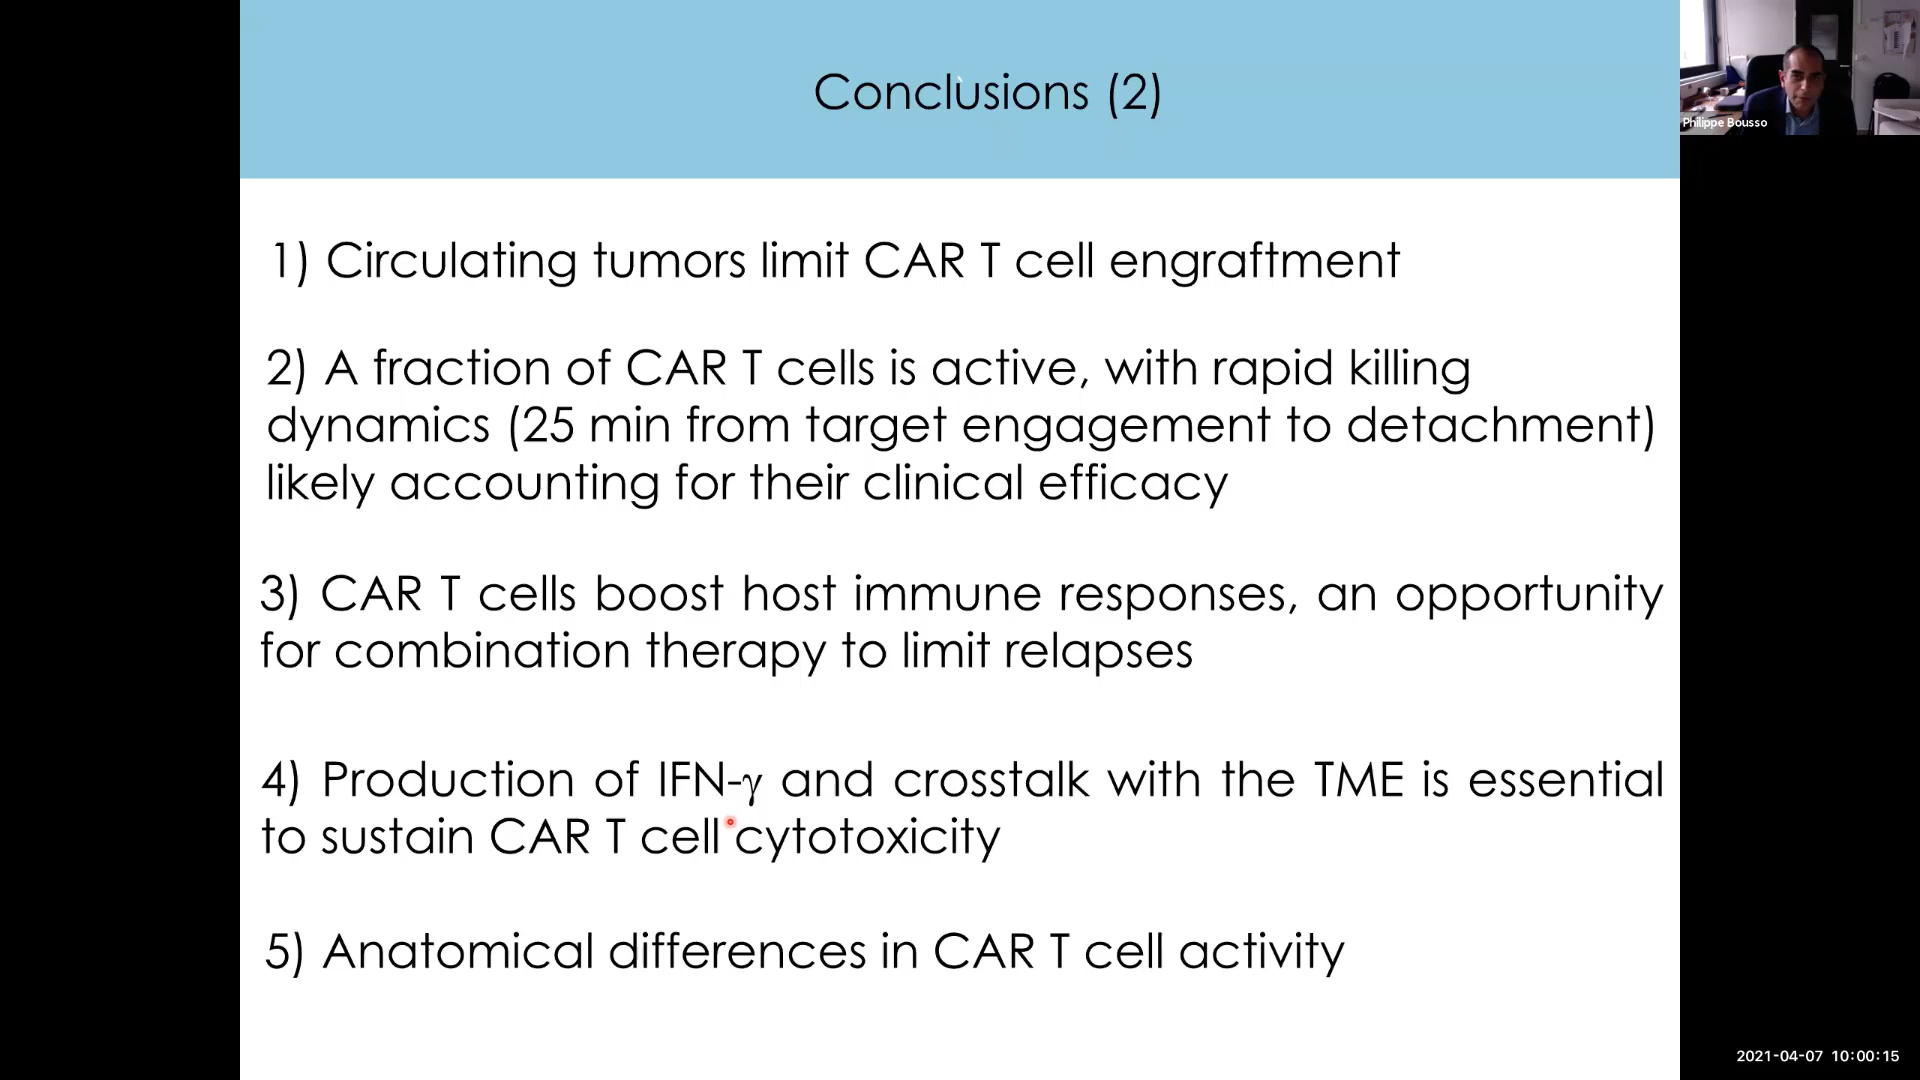 Conclusions (2)
Philippe Bousso
1) Circulating tumors limit CAR T cell engraftment
2) A fraction of CAR T cells is active, with rapid killing
dynamics (25 min from target engagement to detachment)
likely accounting for their clinical efficacy
3) CAR T cells boost host immune responses, an opportunity
for combination therapy to limit relapses
4) Production of IFN-γ and crosstalk with the TME is essential
to sustain CAR T cell cytotoxicity
5) Anatomical differences in CAR T cell activity
2021-04-07 10:00:15